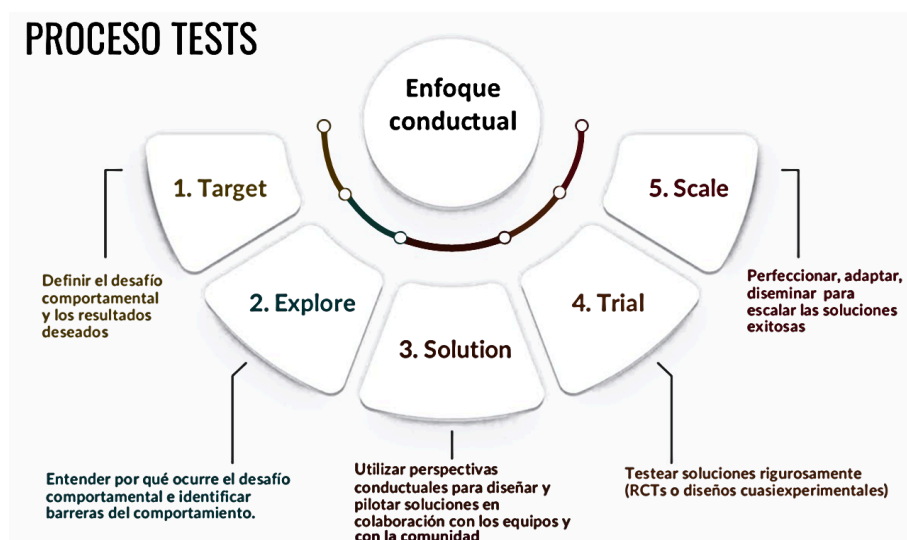 PROCESO TESTS
Enfoque
conductual
1. Target
Definir el desafío
comportamental
y los resultados
deseados
2. Explore
Entender por qué ocurre el desafío
comportamental e identificar
barreras del comportamiento.
3. Solution
Utilizar perspectivas
conductuales para diseñar y
pilotar soluciones en
colaboración con los equipos y
con la comunidad
4. Trial
Testear soluciones rigurosamente
(RCTs o diseños cuasiexperimentales)
5. Scale
Perfeccionar, adaptar,
diseminar para
escalar las soluciones
exitosas